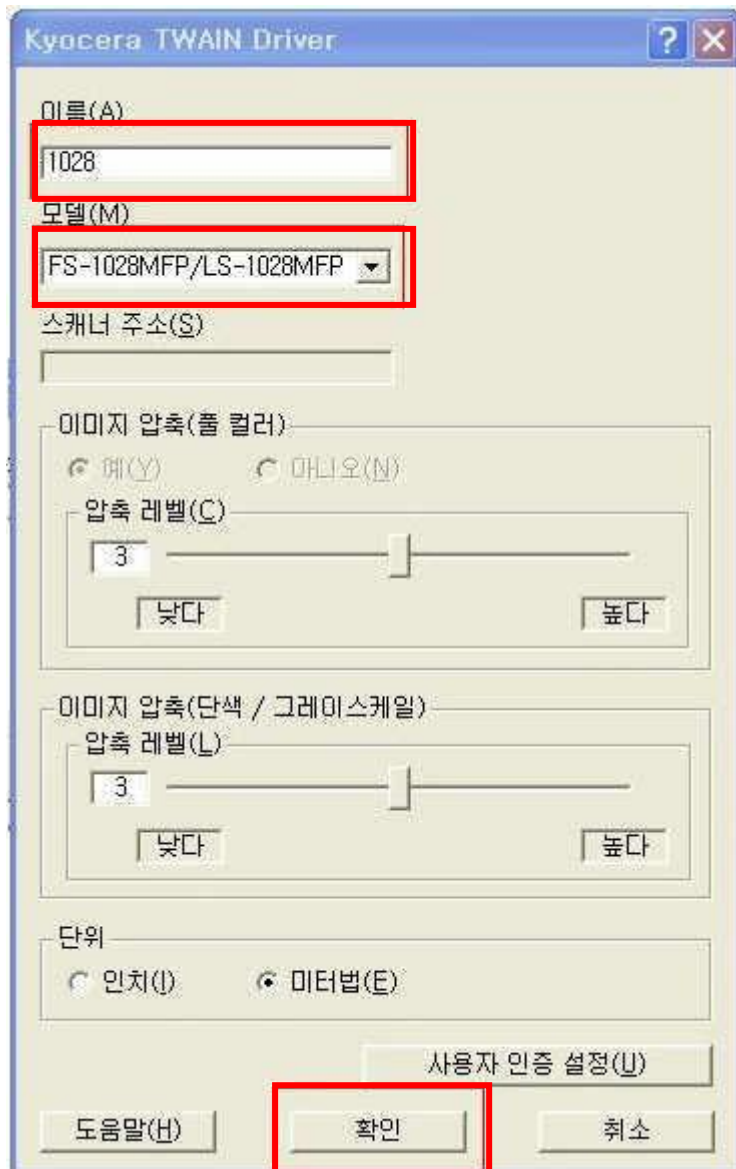 Kyocera TWAIN Driver
이름(A)
1028
모델(M)
FS-1028MFP/LS-1028MFP
스캐너 주소(S)
이미지 압축(풀 컬러)
예(Y) 아니오(N)
압축 레벨(C)
3
낮다 높다
이미지 압축(단색 / 그레이스케일)
압축 레벨(L)
3
낮다 높다
단위
인치(I) 미터법(E)
사용자 인증 설정(U)
도움말(H) 확인 취소